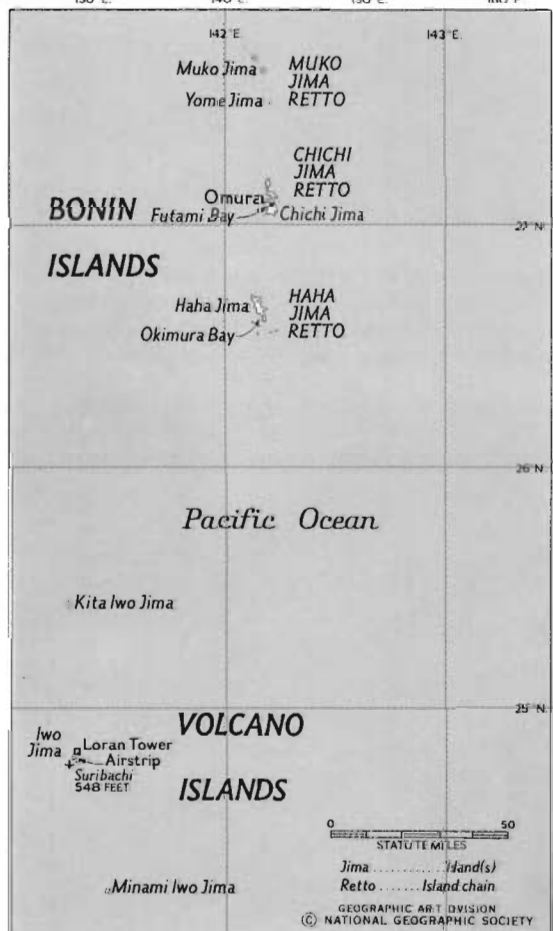 142° E.
143° E.
Muko Jima
MUKO
JIMA
RETTO
Yome Jima
CHICHI
JIMA
RETTO
Omura
BONIN
Futami Bay
Chichi Jima
27° N.
ISLANDS
Haha Jima
HAHA
JIMA
RETTO
Okimura Bay
26° N.
Pacific Ocean
Kita Iwo Jima
25° N.
VOLCANO
Iwo
Jima
Loran Tower
Airstrip
Suribachi
548 FEET
ISLANDS
0 50
STATUTE MILES
Jima .......... Island(s)
Retto ....... Island chain
Minami Iwo Jima
GEOGRAPHIC ART DIVISION
© NATIONAL GEOGRAPHIC SOCIETY